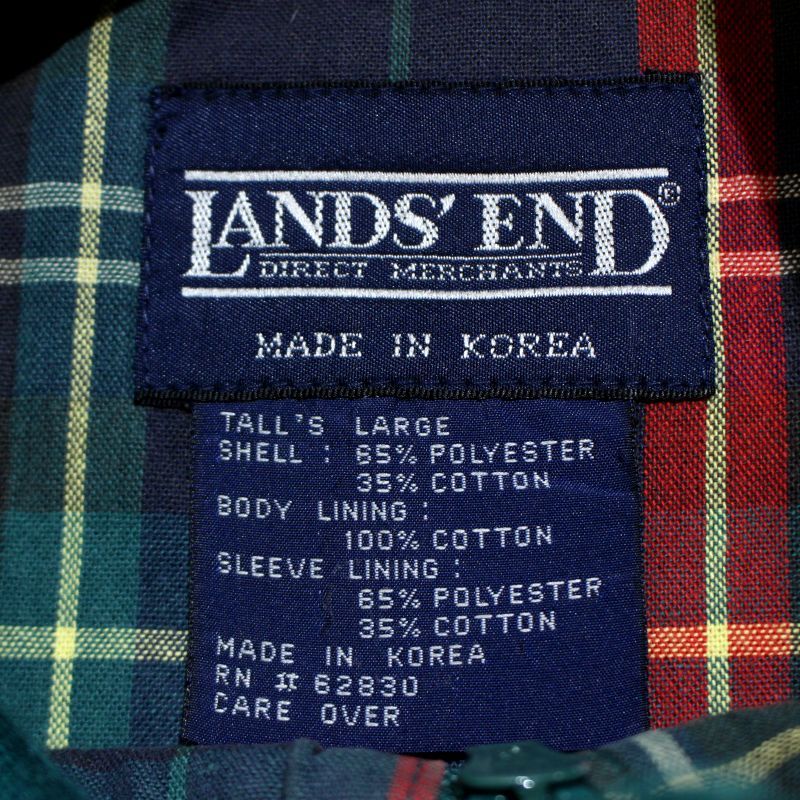 LANDS' END®
DIRECT MERCHANTS
MADE IN KOREA
TALL'S LARGE
SHELL : 65% POLYESTER
35% COTTON
BODY LINING :
100% COTTON
SLEEVE LINING :
65% POLYESTER
35% COTTON
MADE IN KOREA
RN # 62830
CARE OVER